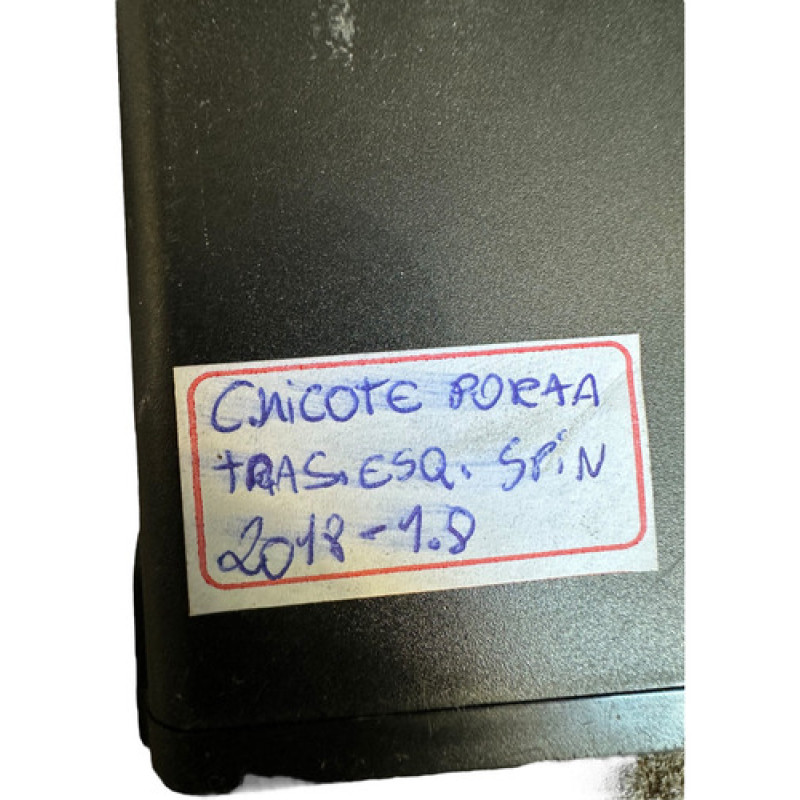 CHICOTE PORTA
TRAS. ESQ. SPIN
2018-1.8